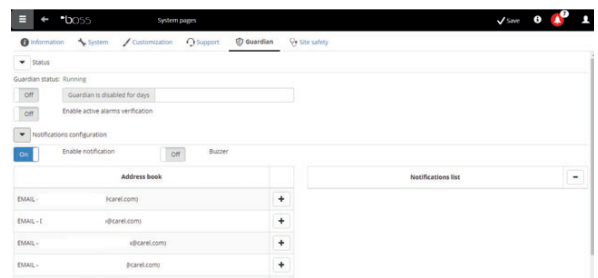 boss System pages Save 7
Information System Customization Support Guardian Site safety
Status
Guardian status: Running
Off Guardian is disabled for days
Off Enable active alarms verification
Notifications configuration
On Enable notification Off Buzzer
Address book Notifications list
EMAIL - @carel.com)
EMAIL - I @carel.com)
EMAIL - @carel.com)
EMAIL - @carel.com)